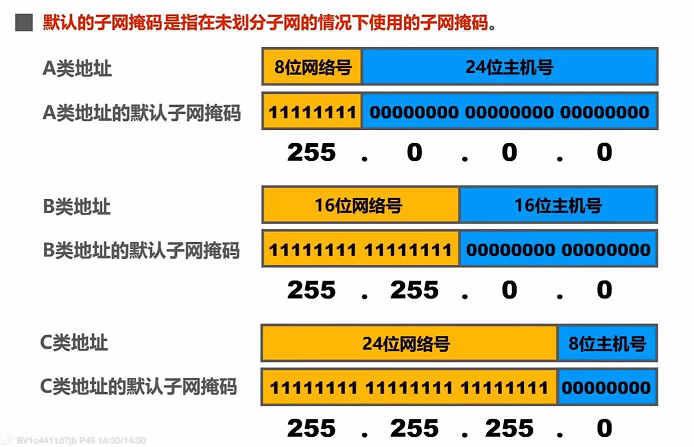 默认的子网掩码是指在未划分子网的情况下使用的子网掩码。
A类地址 8位网络号 24位主机号
A类地址的默认子网掩码 11111111 00000000 00000000 00000000
255 . 0 . 0 . 0
B类地址 16位网络号 16位主机号
B类地址的默认子网掩码 11111111 11111111 00000000 00000000
255 . 255 . 0 . 0
C类地址 24位网络号 8位主机号
C类地址的默认子网掩码 11111111 11111111 11111111 00000000
255 . 255 . 255 . 0
BV1c4411d7jb P45 14:30/14:50